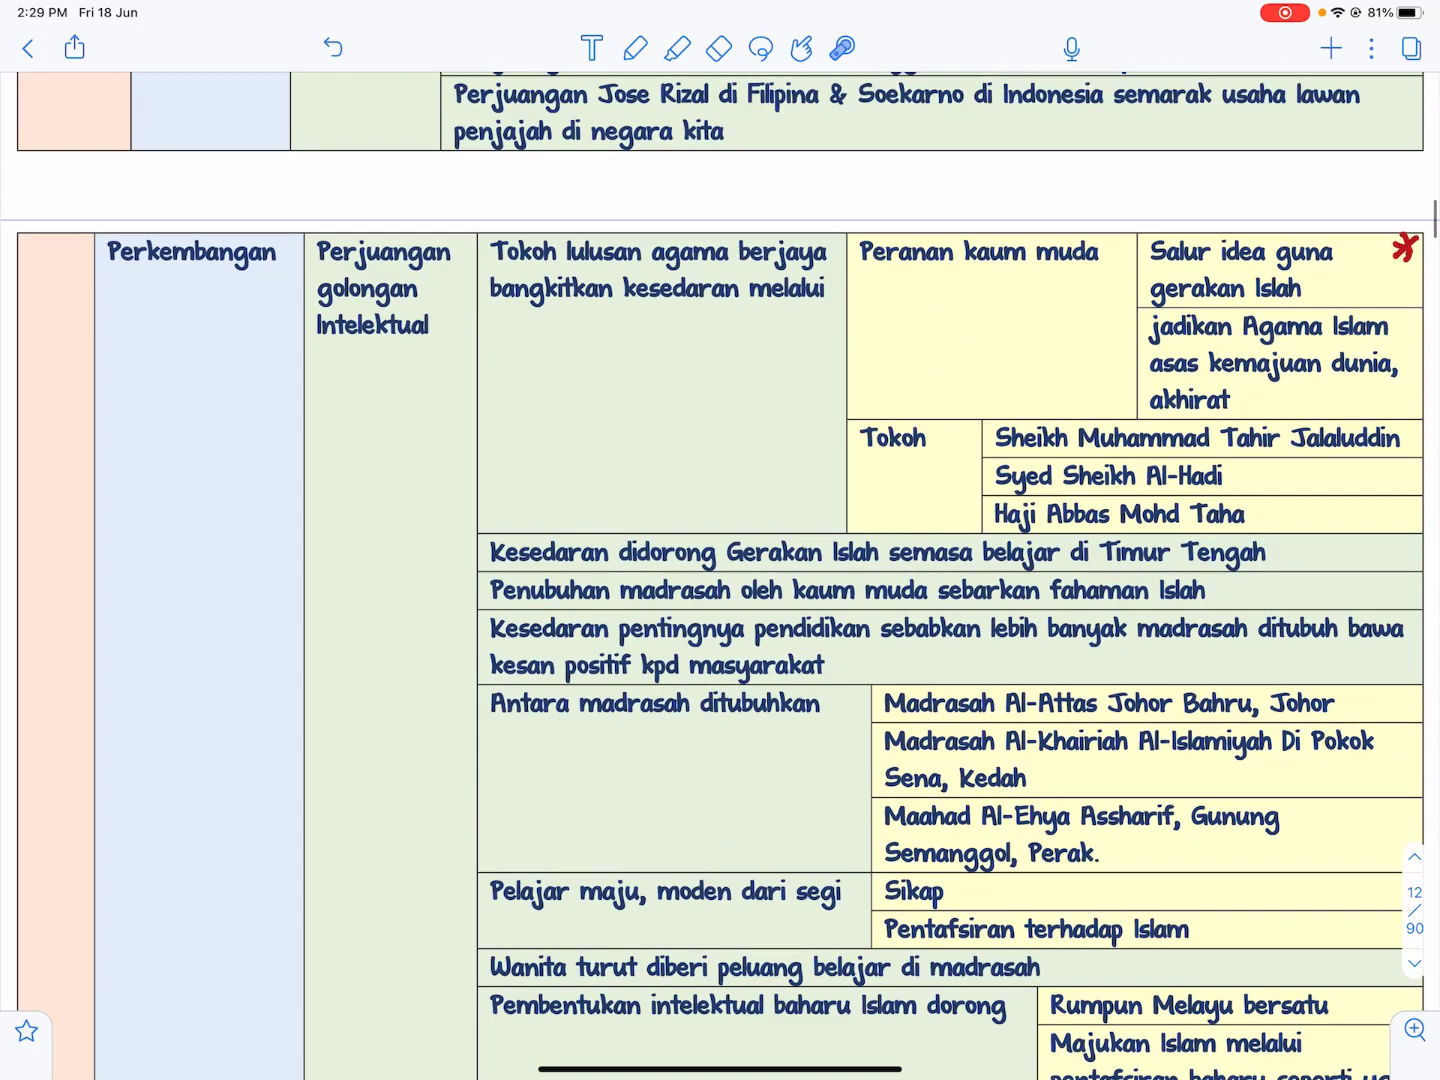 2:29 PM Fri 18 Jun
81%
Perjuangan Jose Rizal di Filipina & Soekarno di Indonesia semarak usaha lawan
penjajah di negara kita
Perkembangan
Perjuangan
golongan
Intelektual
Tokoh lulusan agama berjaya
bangkitkan kesedaran melalui
Peranan kaum muda
Salur idea guna
gerakan Islah
jadikan Agama Islam
asas kemajuan dunia,
akhirat
Tokoh
Sheikh Muhammad Tahir Jalaluddin
Syed Sheikh Al-Hadi
Haji Abbas Mohd Taha
Kesedaran didorong Gerakan Islah semasa belajar di Timur Tengah
Penubuhan madrasah oleh kaum muda sebarkan fahaman Islah
Kesedaran pentingnya pendidikan sebabkan lebih banyak madrasah ditubuh bawa
kesan positif kpd masyarakat
Antara madrasah ditubuhkan
Madrasah Al-Attas Johor Bahru, Johor
Madrasah Al-Khairiah Al-Islamiyah Di Pokok
Sena, Kedah
Maahad Al-Ehya Assharif, Gunung
Semanggol, Perak.
Pelajar maju, moden dari segi
Sikap
Pentafsiran terhadap Islam
Wanita turut diberi peluang belajar di madrasah
Pembentukan intelektual baharu Islam dorong
Rumpun Melayu bersatu
Majukan Islam melalui
12
/
90